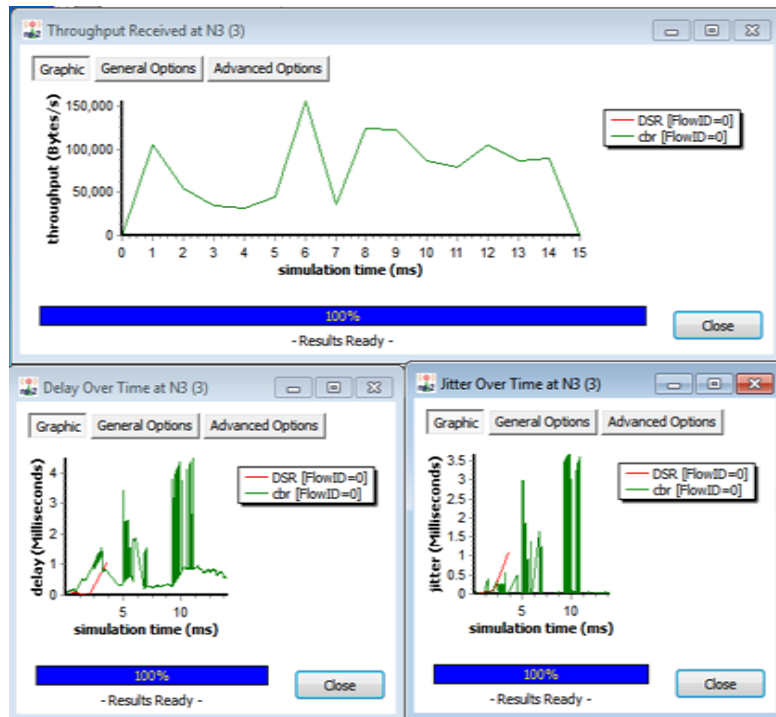 Throughput Received at N3 (3)
Graphic General Options Advanced Options
throughput (Bytes/s)
150,000
100,000
50,000
0
DSR [FlowID=0]
cbr [FlowID=0]
0 1 2 3 4 5 6 7 8 9 10 11 12 13 14 15
simulation time (ms)
100%
- Results Ready -
Close
Delay Over Time at N3 (3)
Graphic General Options Advanced Options
delay (Milliseconds)
4
3
2
1
0
DSR [FlowID=0]
cbr [FlowID=0]
5 10
simulation time (ms)
100%
- Results Ready -
Close
Jitter Over Time at N3 (3)
Graphic General Options Advanced Options
jitter (Milliseconds)
3.5
3
2.5
2
1.5
1
0.5
0
DSR [FlowID=0]
cbr [FlowID=0]
5 10
simulation time (ms)
100%
- Results Ready -
Close